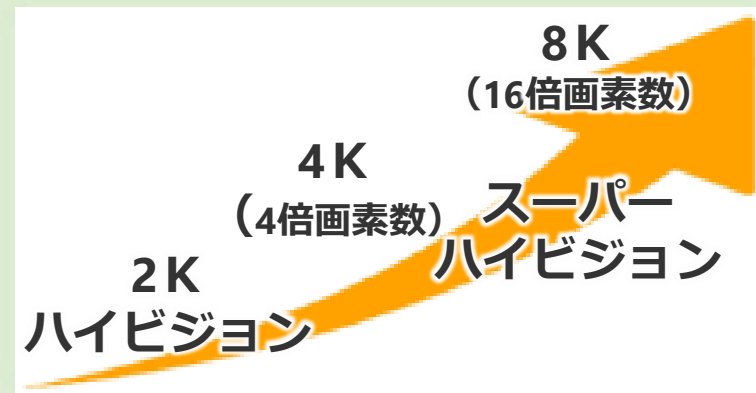 8K
（16倍画素数）
4K
（4倍画素数）
スーパー
ハイビジョン
2K
ハイビジョン